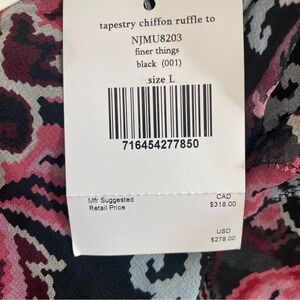 tapestry chiffon ruffle to
NJMU8203
finer things
black (001)
size L
716454277850
Mfr Suggested CAD
Retail Price $318.00
USD
$278.00